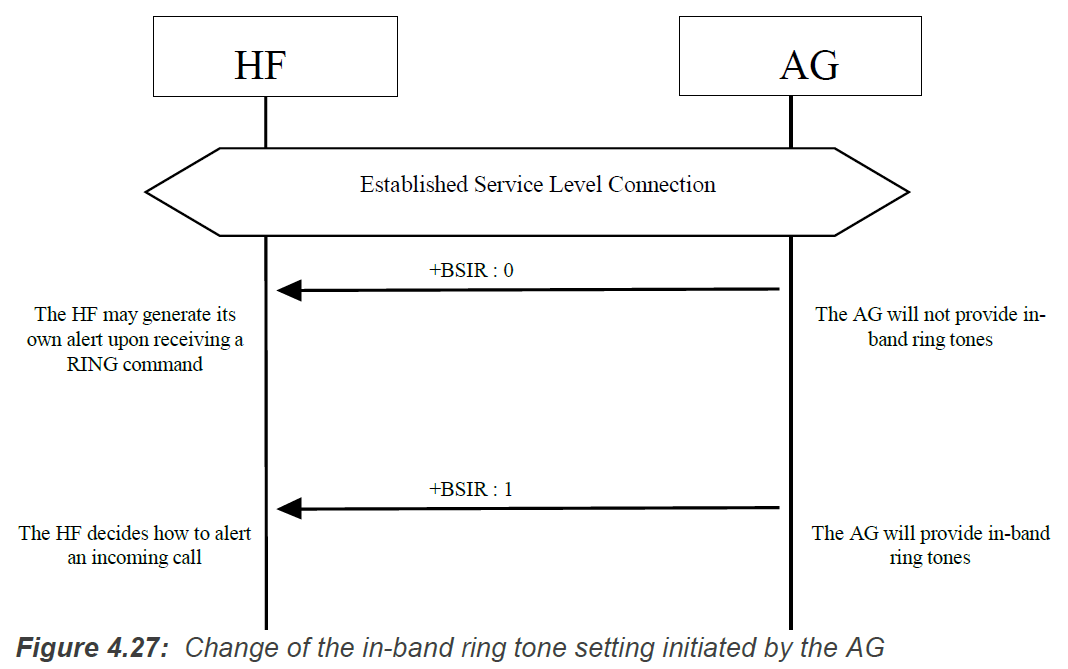 HF
AG
Established Service Level Connection
+BSIR : 0
The HF may generate its
own alert upon receiving a
RING command
The AG will not provide in-
band ring tones
+BSIR : 1
The HF decides how to alert
an incoming call
The AG will provide in-band
ring tones
Figure 4.27: Change of the in-band ring tone setting initiated by the AG